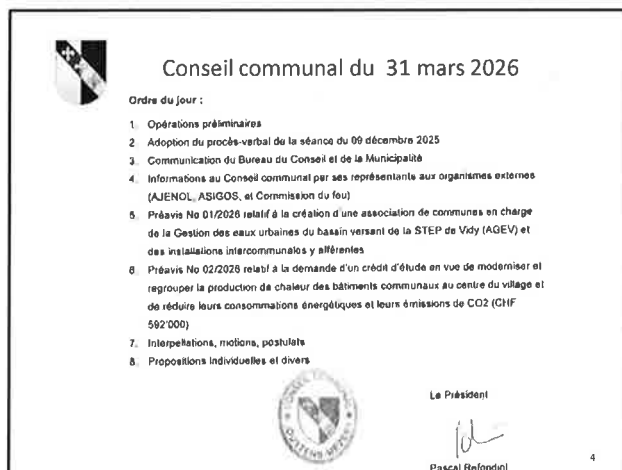 Conseil communal du 31 mars 2026
Ordre du jour :
1. Opérations préliminaires
2. Adoption du procès-verbal de la séance du 09 décembre 2025
3. Communication du Bureau du Conseil et de la Municipalité
4. Informations au Conseil communal par ses représentants aux organismes externes
(AJENOL, ASIGOS, et Commission du feu)
5. Préavis No 01/2026 relatif à la création d'une association de communes en charge
de la Gestion des eaux urbaines du bassin versant de la STEP de Vidy (AGEV) et
des installations intercommunales y afférentes
6. Préavis No 02/2026 relatif à la demande d'un crédit d'étude en vue de moderniser et
regrouper la production de chaleur des bâtiments communaux au centre du village et
de réduire leurs consommations énergétiques et leurs émissions de CO2 (CHF
592'000)
7. Interpellations, motions, postulats
8. Propositions individuelles et divers
CONSEIL COMMUNAL
Le Président
Pascal
4